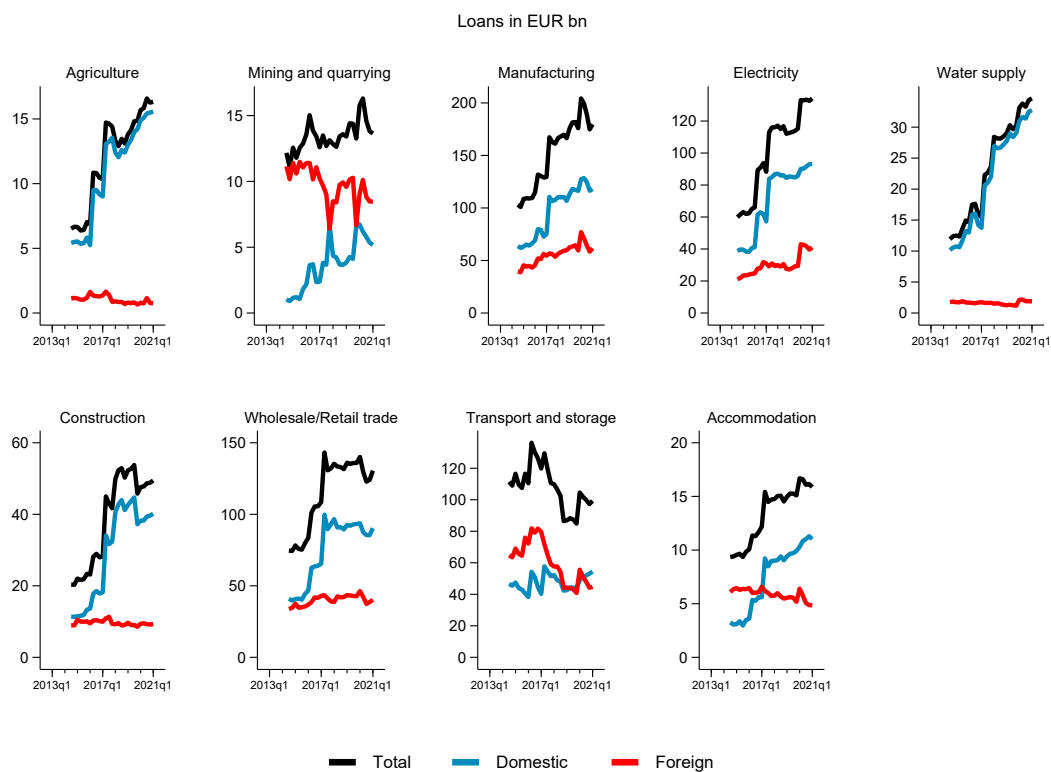 Loans in EUR bn
Agriculture
15
10
5
0
2013q1 2017q1 2021q1
Mining and quarrying
15
10
5
0
2013q1 2017q1 2021q1
Manufacturing
200
150
100
50
0
2013q1 2017q1 2021q1
Electricity
120
100
80
60
40
20
0
2013q1 2017q1 2021q1
Water supply
30
25
20
15
10
5
0
2013q1 2017q1 2021q1
Construction
60
40
20
0
2013q1 2017q1 2021q1
Wholesale/Retail trade
150
100
50
0
2013q1 2017q1 2021q1
Transport and storage
120
100
80
60
40
20
0
2013q1 2017q1 2021q1
Accommodation
20
15
10
5
0
2013q1 2017q1 2021q1
Total Domestic Foreign